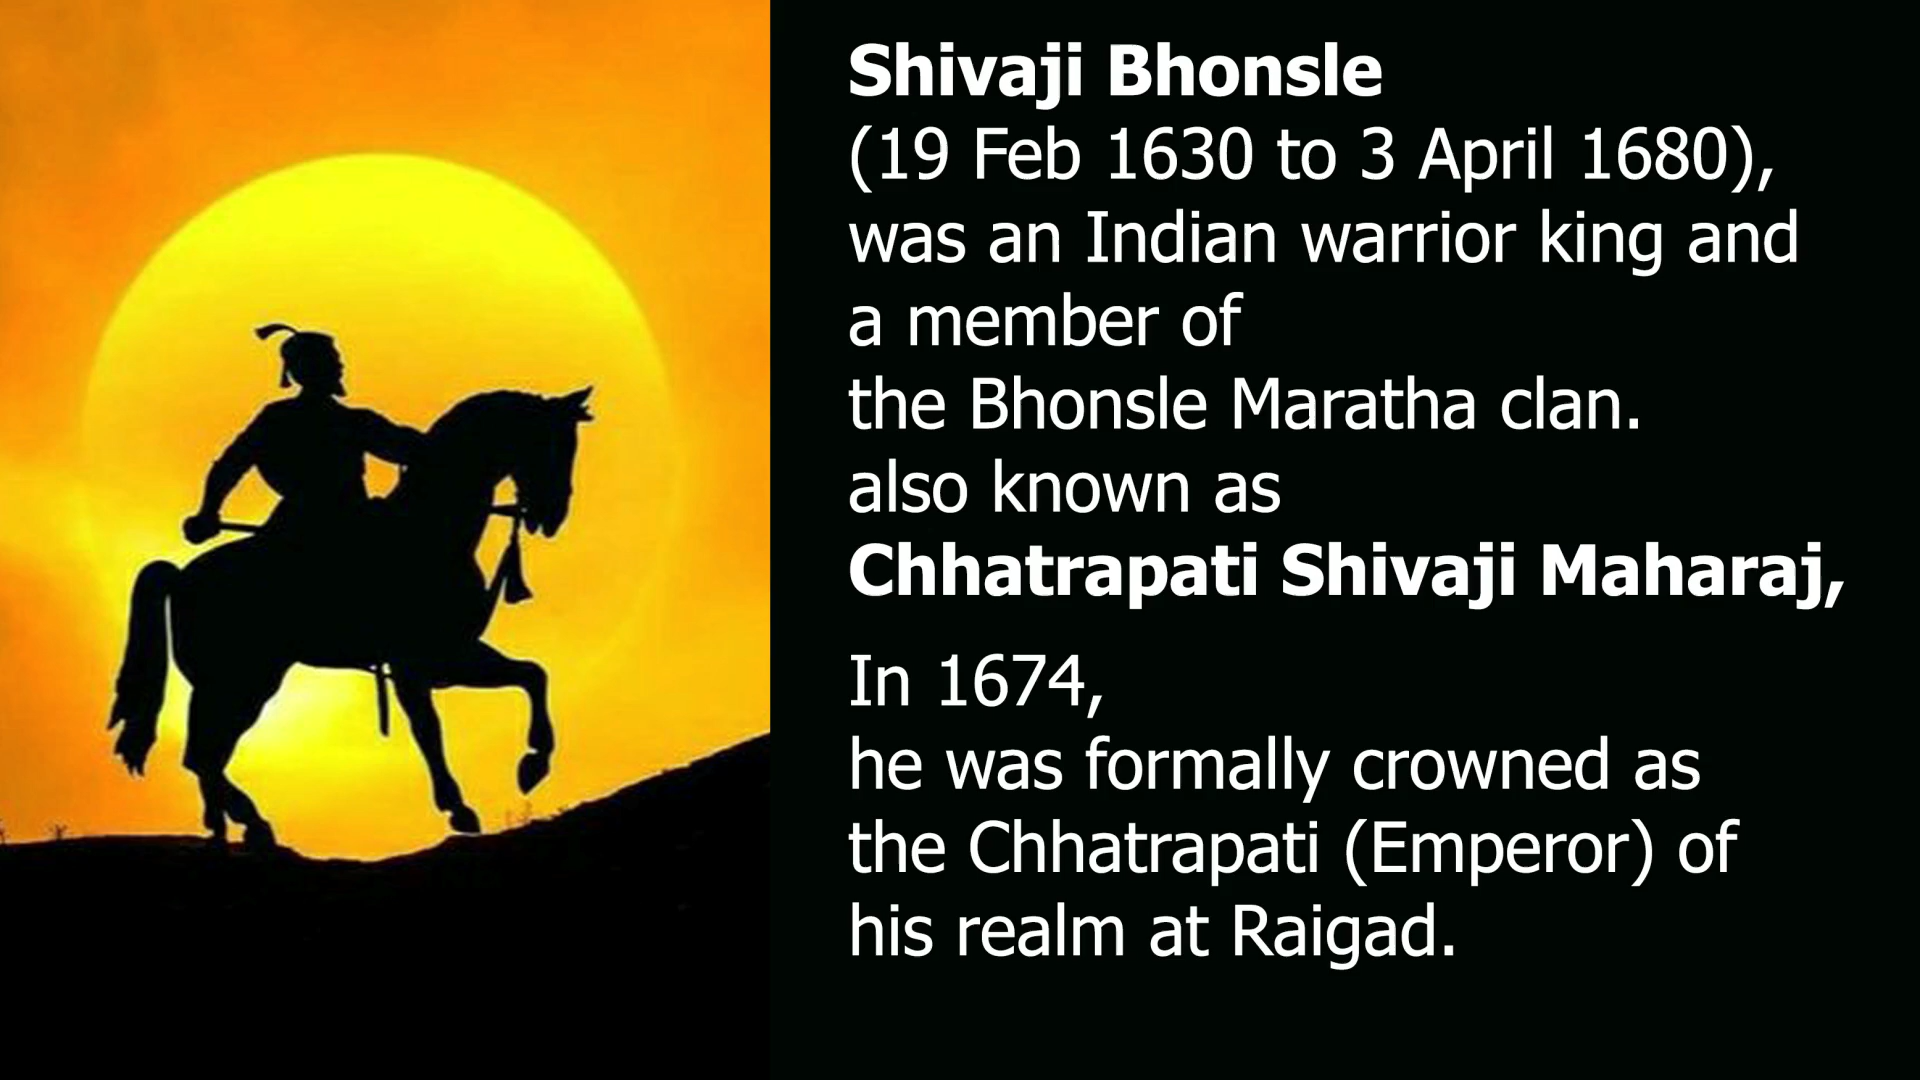 Shivaji Bhonsle
(19 Feb 1630 to 3 April 1680),
was an Indian warrior king and
a member of
the Bhonsle Maratha clan.
also known as
Chhatrapati Shivaji Maharaj,
In 1674,
he was formally crowned as
the Chhatrapati (Emperor) of
his realm at Raigad.